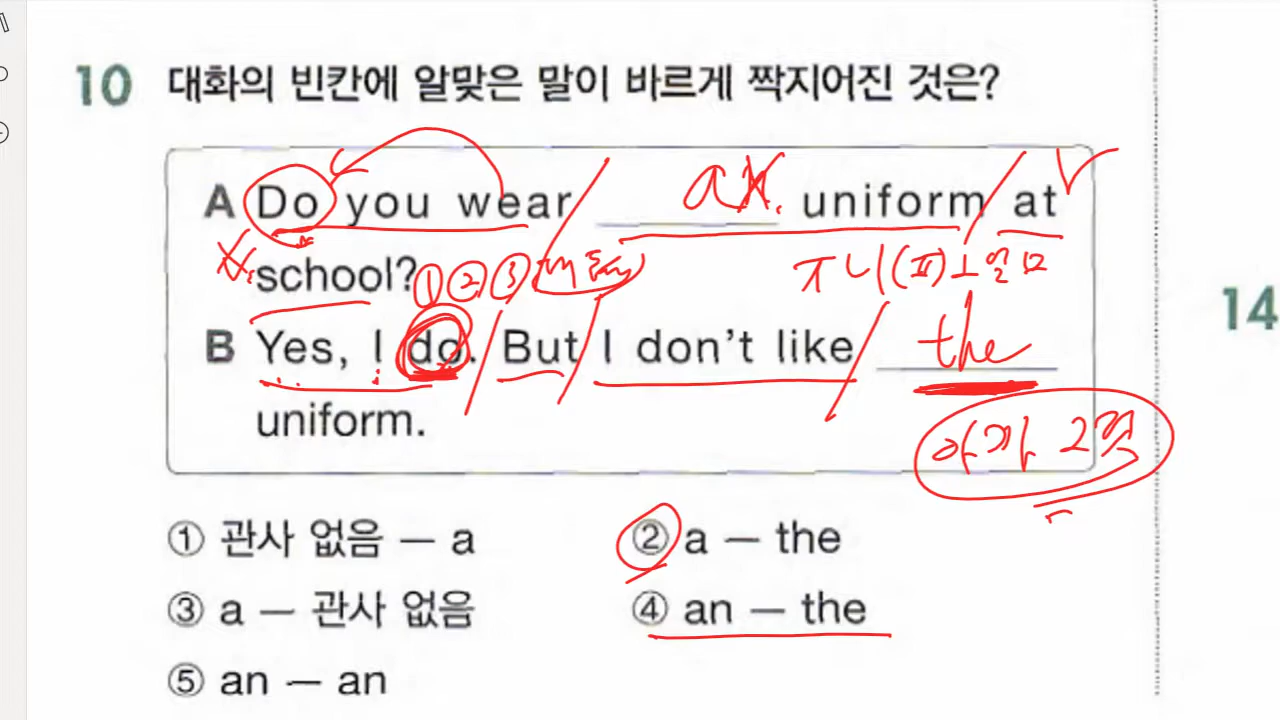 10 대화의 빈칸에 알맞은 말이 바르게 짝지어진 것은?
A Do you wear a uniform at
school? ① ② ③
B Yes, I do. But I don't like the
uniform.
아까 그것
① 관사 없음 — a
② a — the
③ a — 관사 없음
④ an — the
⑤ an — an
14